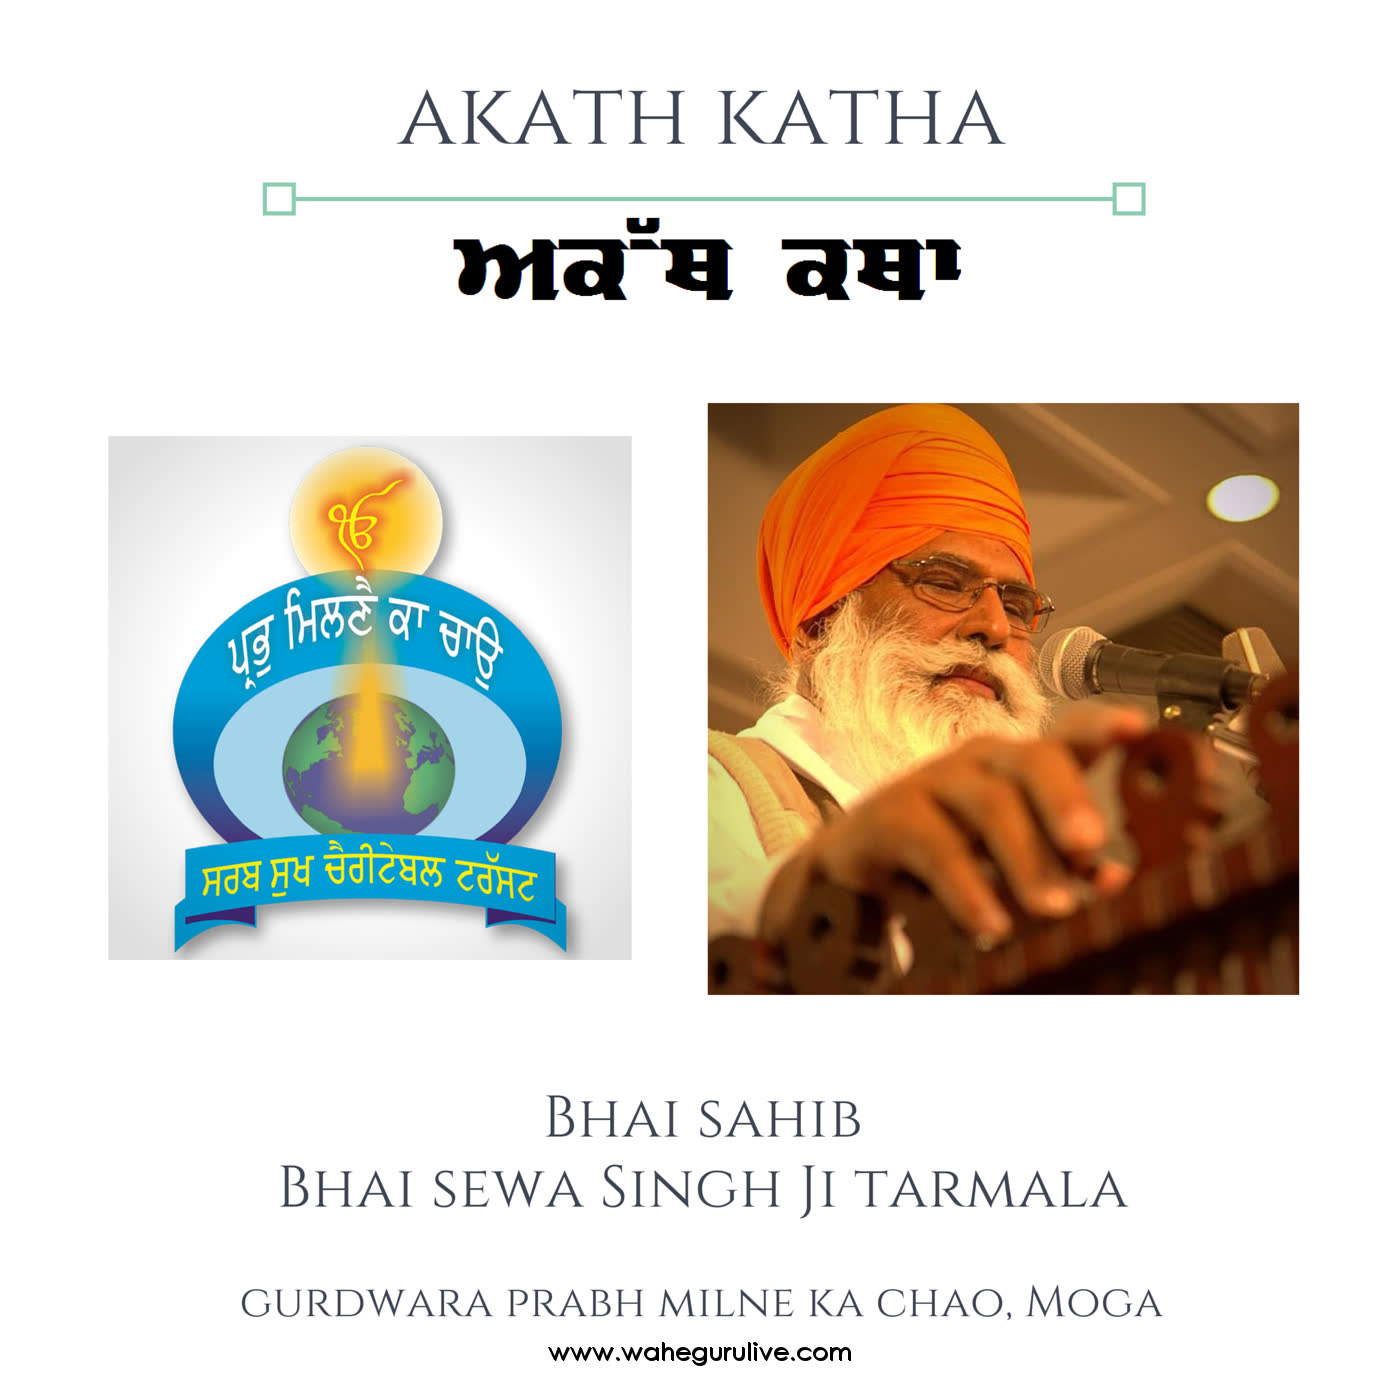 AKATH KATHA
ਅਕੱਥ ਕਥਾ
ੴ
ਪ੍ਰਭੁ ਮਿਲਣੈ ਕਾ ਚਾਉ
ਸਰਬ ਸੁਖ ਚੈਰੀਟੇਬਲ ਟਰੱਸਟ
BHAI SAHIB
BHAI SEWA SINGH JI TARMALA
GURDWARA PRABH MILNE KA CHAO, MOGA
www.wahegurulive.com